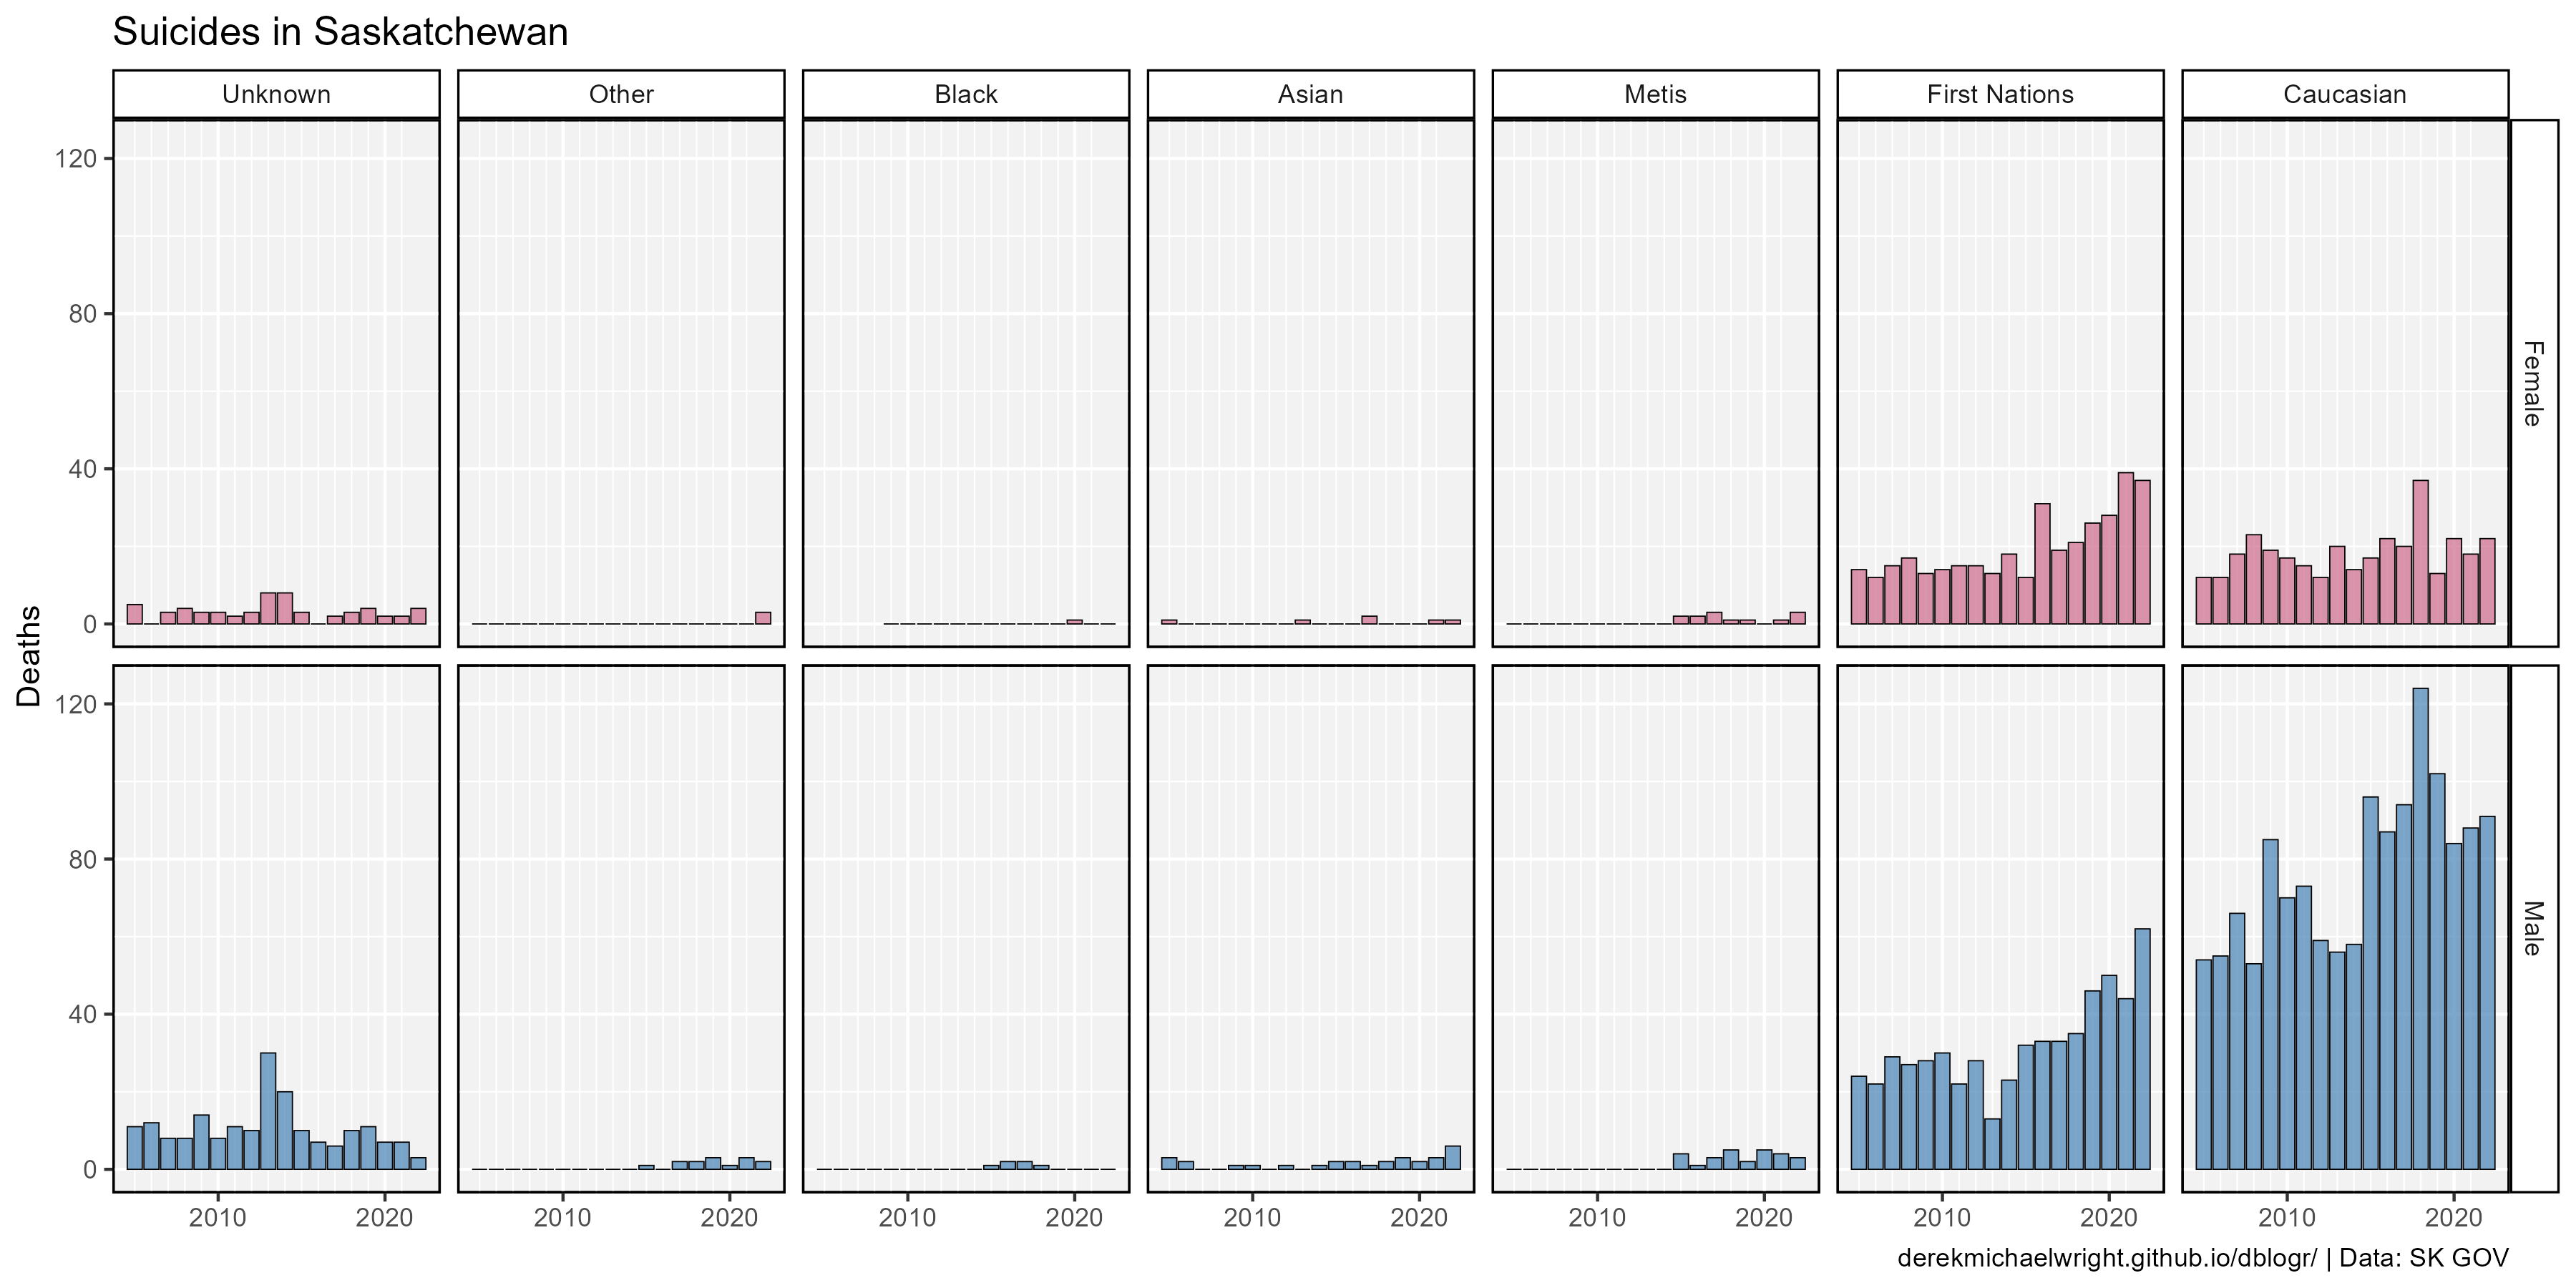 Suicides in Saskatchewan
Unknown
Other
Black
Asian
Metis
First Nations
Caucasian
Deaths
120
80
40
0
Female
120
80
40
0
Male
2010
2020
2010
2020
2010
2020
2010
2020
2010
2020
2010
2020
2010
2020
derekmichaelwright.github.io/dblogr/ | Data: SK GOV